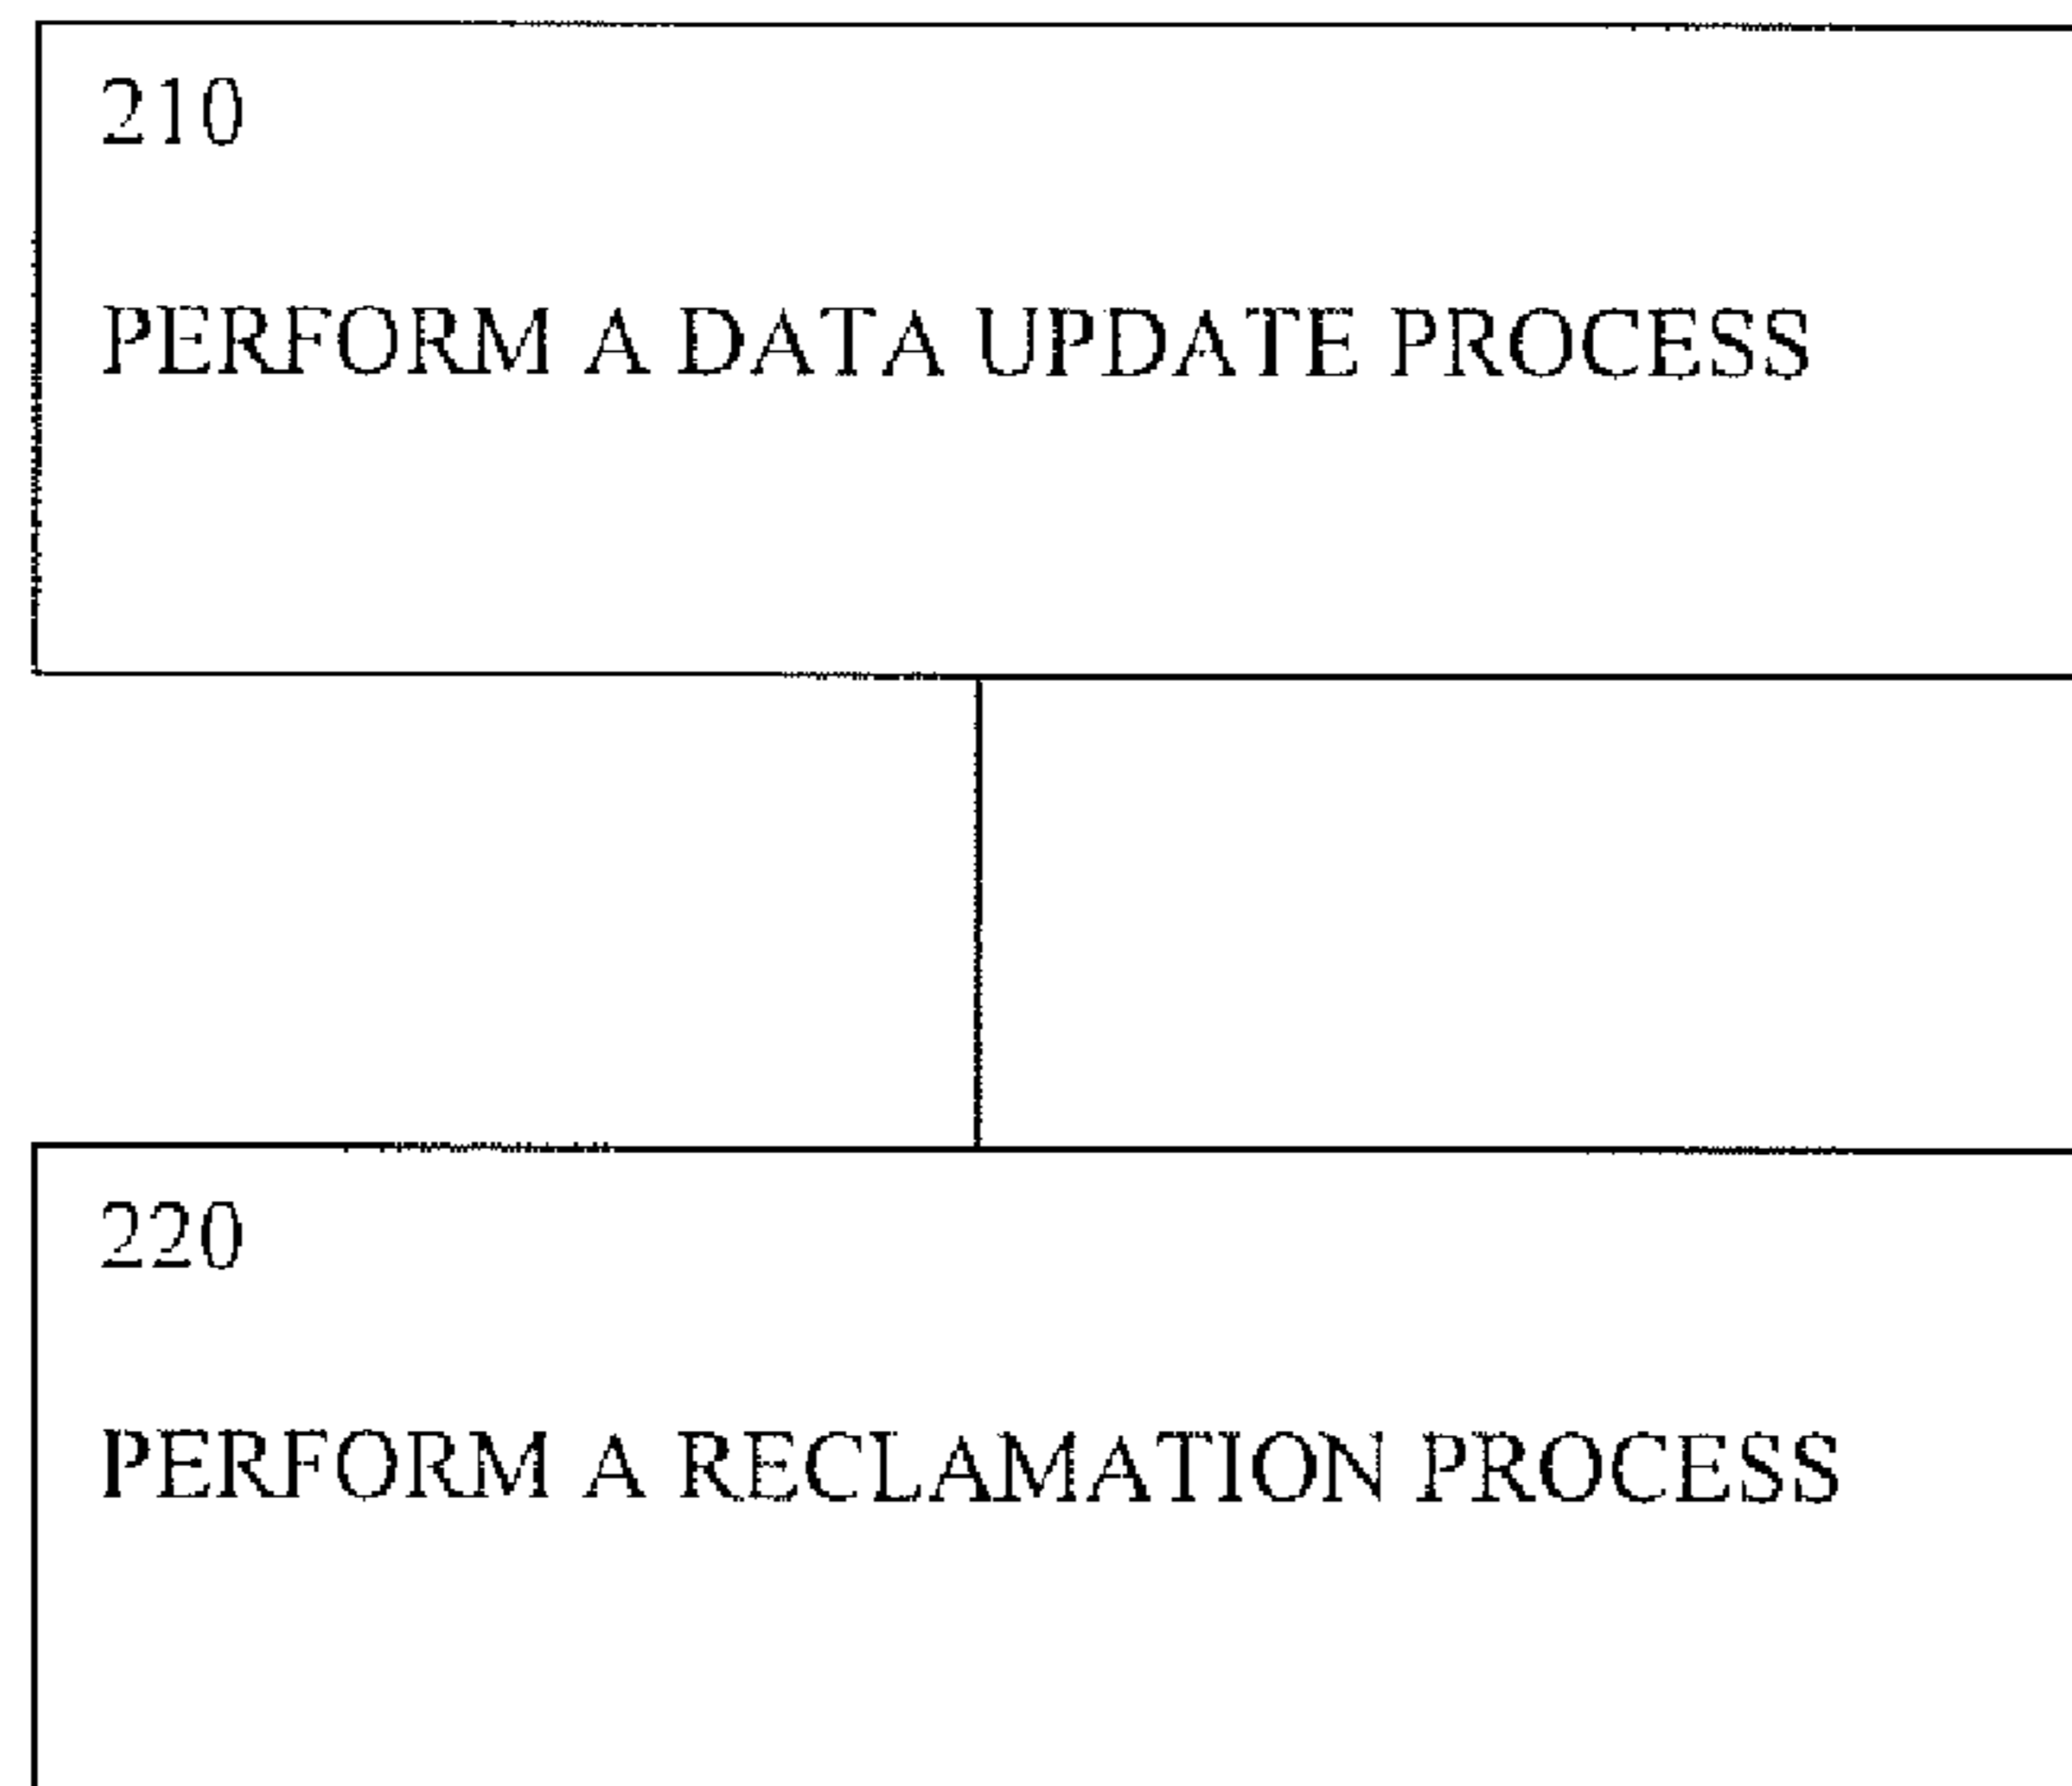 210
PERFORM A DATA UPDATE PROCESS
220
PERFORM A RECLAMATION PROCESS